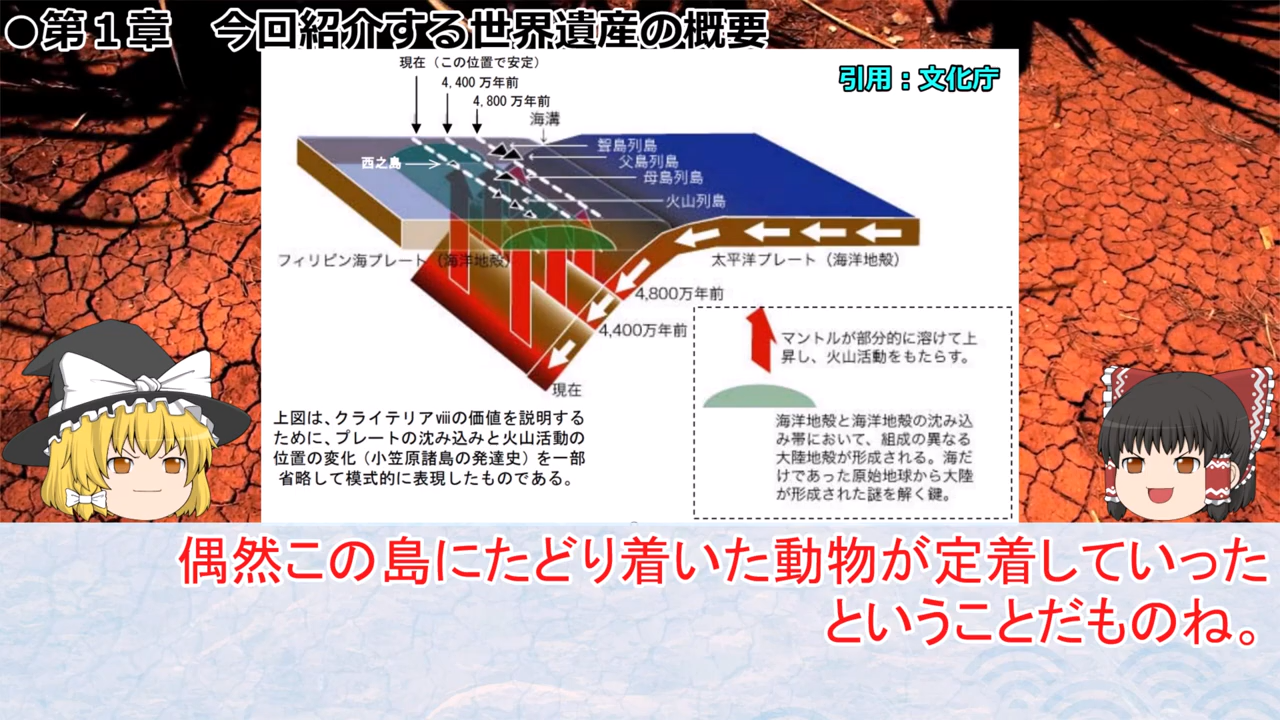 ●第１章　今回紹介する世界遺産の概要
引用：文化庁
現在（この位置で安定）
4,400 万年前
4,800 万年前
海溝
聟島列島
父島列島
母島列島
火山列島
西之島
フィリピン海プレート（海洋地殻）
太平洋プレート（海洋地殻）
4,800万年前
4,400万年前
現在
マントルが部分的に溶けて上
昇し、火山活動をもたらす。
海洋地殻と海洋地殻の沈み込
み帯において、組成の異なる
大陸地殻が形成される。海だ
けであった原始地球から大陸
が形成された謎を解く鍵。
上図は、クライテリアⅷの価値を説明する
ために、プレートの沈み込みと火山活動の
位置の変化（小笠原諸島の発達史）を一部
省略して模式的に表現したものである。
偶然この島にたどり着いた動物が定着していった
ということだものね。